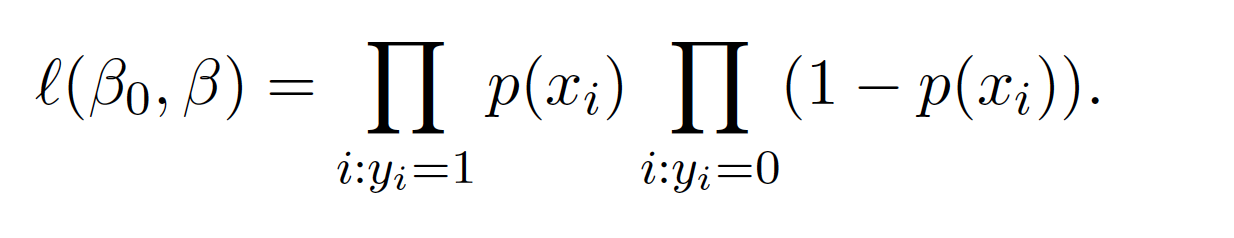 ℓ(β₀, β) = ∏_{i:yᵢ=1} p(xᵢ) ∏_{i:yᵢ=0} (1 − p(xᵢ)).